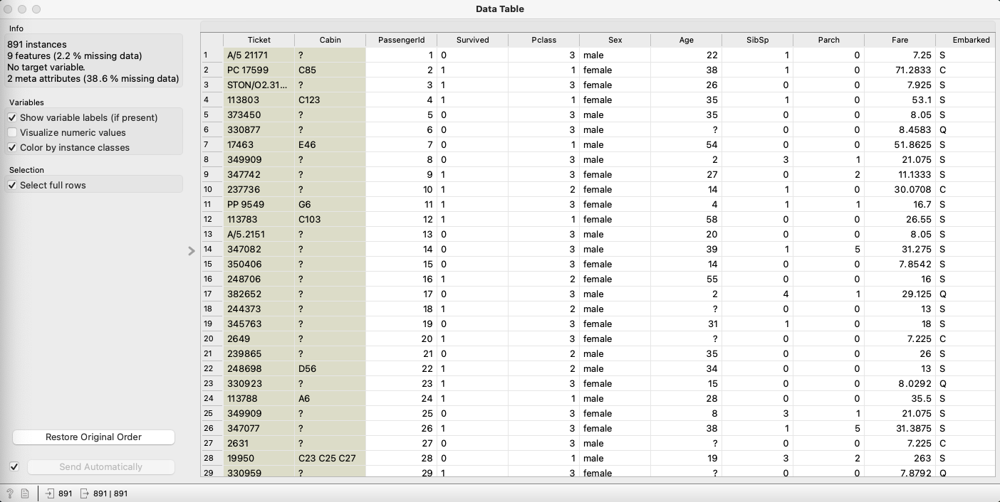 Data Table
Info
891 instances
9 features (2.2 % missing data)
No target variable.
2 meta attributes (38.6 % missing data)
Variables
Show variable labels (if present)
Visualize numeric values
Color by instance classes
Selection
Select full rows
Restore Original Order
Send Automatically
Ticket Cabin PassengerId Survived Pclass Sex Age SibSp Parch Fare Embarked
1 A/5 21171 ? 1 0 3 male 22 1 0 7.25 S
2 PC 17599 C85 2 1 1 female 38 1 0 71.2833 C
3 STON/O2.31... ? 3 1 3 female 26 0 0 7.925 S
4 113803 C123 4 1 1 female 35 1 0 53.1 S
5 373450 ? 5 0 3 male 35 0 0 8.05 S
6 330877 ? 6 0 3 male ? 0 0 8.4583 Q
7 17463 E46 7 0 1 male 54 0 0 51.8625 S
8 349909 ? 8 0 3 male 2 3 1 21.075 S
9 347742 ? 9 1 3 female 27 0 2 11.1333 S
10 237736 ? 10 1 2 female 14 1 0 30.0708 C
11 PP 9549 G6 11 1 3 female 4 1 1 16.7 S
12 113783 C103 12 1 1 female 58 0 0 26.55 S
13 A/5.2151 ? 13 0 3 male 20 0 0 8.05 S
14 347082 ? 14 0 3 male 39 1 5 31.275 S
15 350406 ? 15 0 3 female 14 0 0 7.8542 S
16 248706 ? 16 1 2 female 55 0 0 16 S
17 382652 ? 17 0 3 male 2 4 1 29.125 Q
18 244373 ? 18 1 2 male ? 0 0 13 S
19 345763 ? 19 0 3 female 31 1 0 18 S
20 2649 ? 20 1 3 female ? 0 0 7.225 C
21 239865 ? 21 0 2 male 35 0 0 26 S
22 248698 D56 22 1 2 male 34 0 0 13 S
23 330923 ? 23 1 3 female 15 0 0 8.0292 Q
24 113788 A6 24 1 1 male 28 0 0 35.5 S
25 349909 ? 25 0 3 female 8 3 1 21.075 S
26 347077 ? 26 1 3 female 38 1 5 31.3875 S
27 2631 ? 27 0 3 male ? 0 0 7.225 C
28 19950 C23 C25 C27 28 0 1 male 19 3 2 263 S
29 330959 ? 29 1 3 female ? 0 0 7.8792 Q
? 891 891 | 891